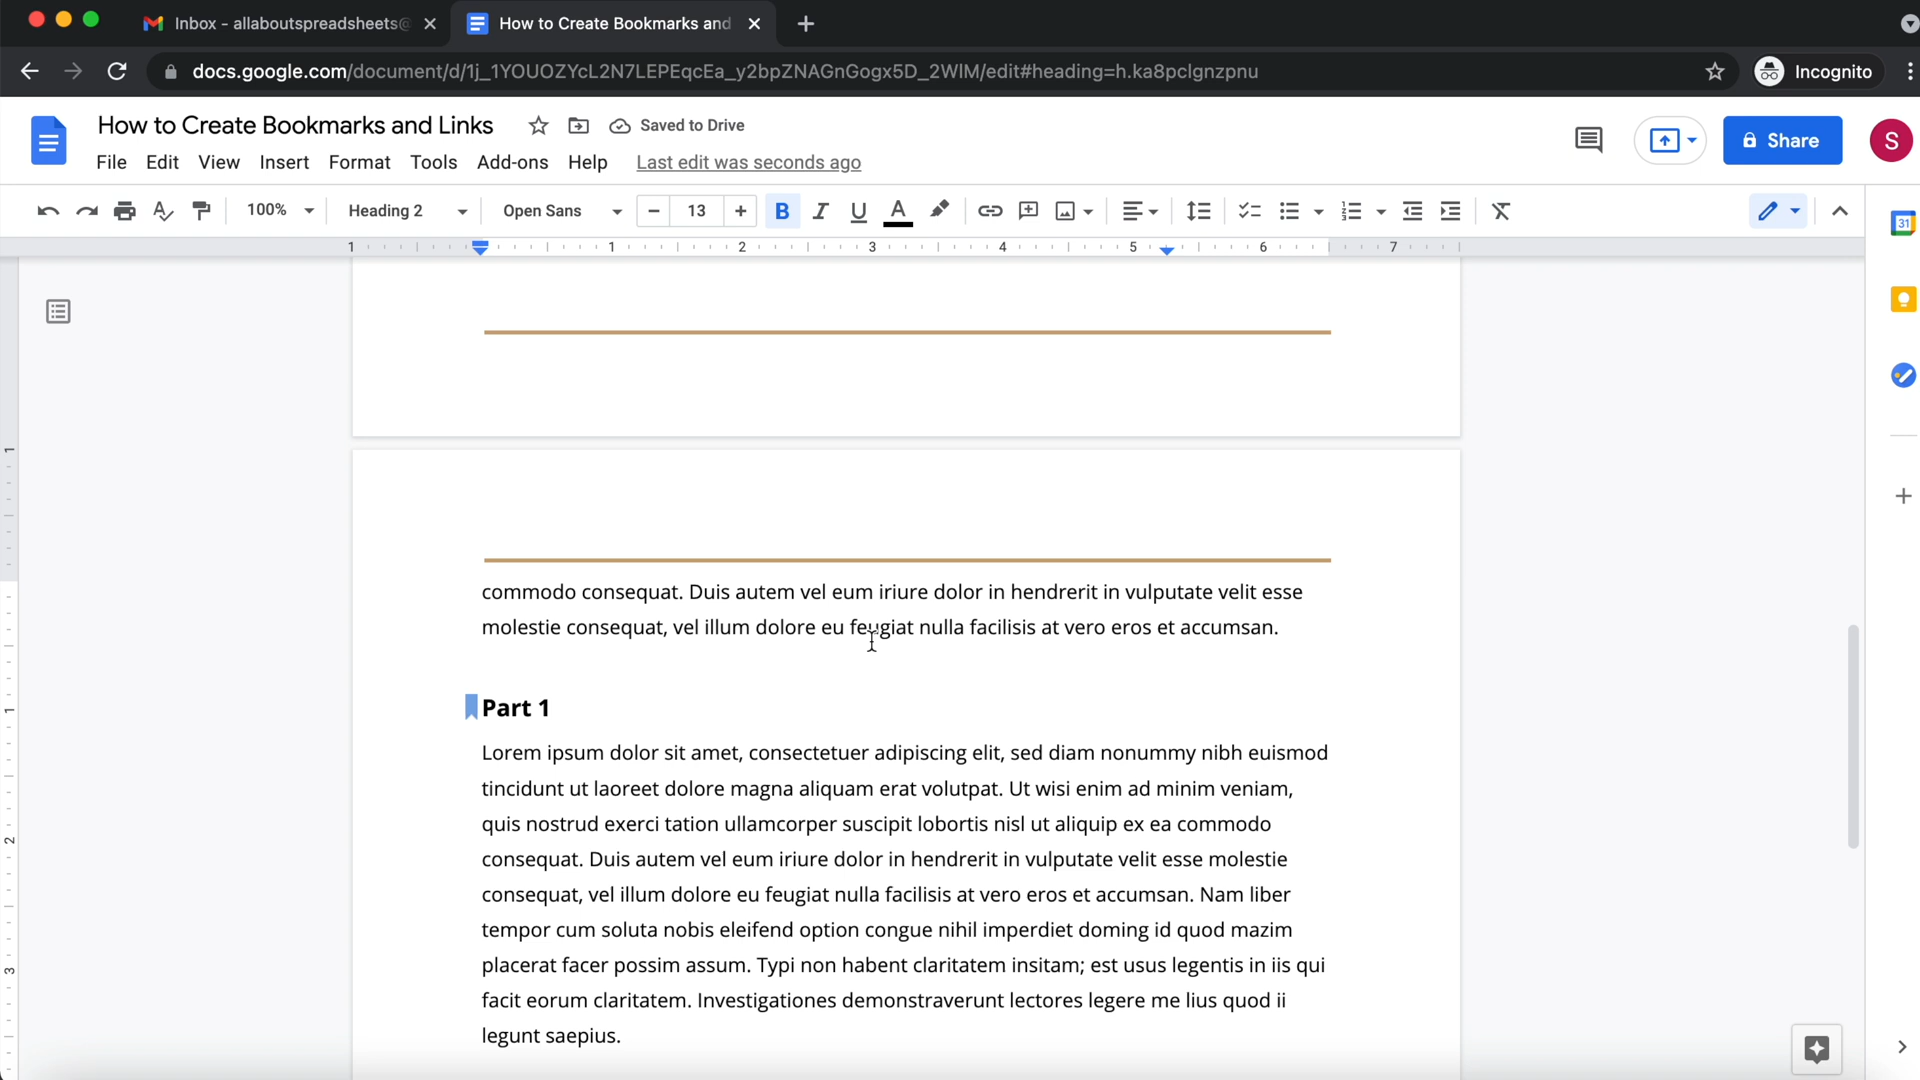 Inbox - allaboutspreadsheets@
How to Create Bookmarks and
docs.google.com/document/d/1j_1YOUOZYcL2N7LEPEqcEa_y2bpZNAGnGogx5D_2WlM/edit#heading=h.ka8pclgnzpnu
Incognito
How to Create Bookmarks and Links
Saved to Drive
Share
S
File Edit View Insert Format Tools Add-ons Help Last edit was seconds ago
100% Heading 2 Open Sans 13 B I U A
1 1 2 3 4 5 6 7
31
commodo consequat. Duis autem vel eum iriure dolor in hendrerit in vulputate velit esse
molestie consequat, vel illum dolore eu feugiat nulla facilisis at vero eros et accumsan.
Part 1
Lorem ipsum dolor sit amet, consectetuer adipiscing elit, sed diam nonummy nibh euismod
tincidunt ut laoreet dolore magna aliquam erat volutpat. Ut wisi enim ad minim veniam,
quis nostrud exerci tation ullamcorper suscipit lobortis nisl ut aliquip ex ea commodo
consequat. Duis autem vel eum iriure dolor in hendrerit in vulputate velit esse molestie
consequat, vel illum dolore eu feugiat nulla facilisis at vero eros et accumsan. Nam liber
tempor cum soluta nobis eleifend option congue nihil imperdiet doming id quod mazim
placerat facer possim assum. Typi non habent claritatem insitam; est usus legentis in iis qui
facit eorum claritatem. Investigationes demonstraverunt lectores legere me lius quod ii
legunt saepius.
1
1
2
3